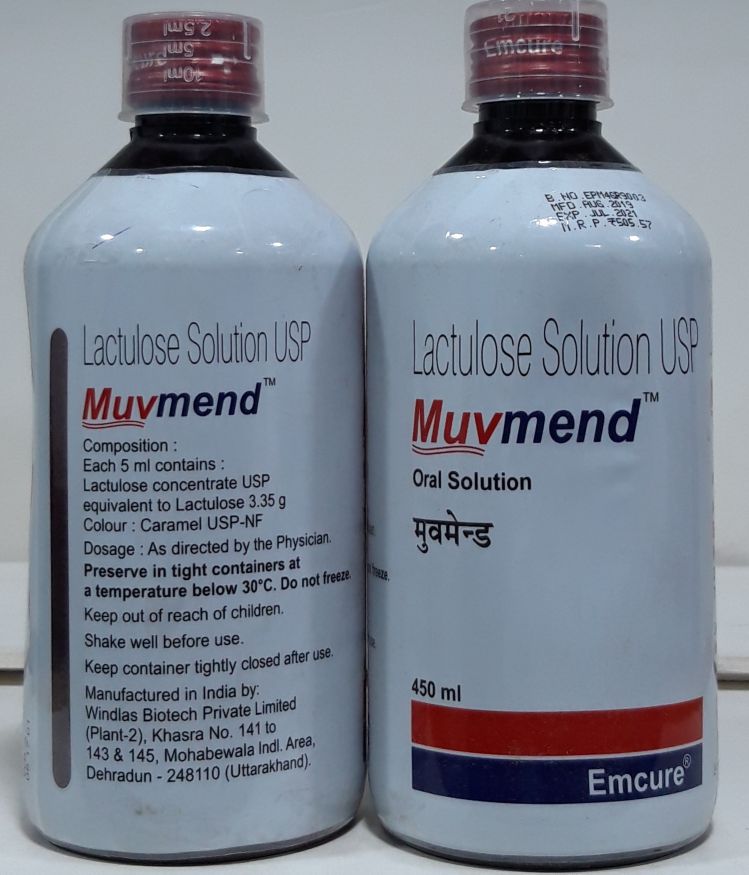 2.5ml
5ml
10ml
Lactulose Solution USP
Muvmend™
Composition :
Each 5 ml contains :
Lactulose concentrate USP
equivalent to Lactulose 3.35 g
Colour : Caramel USP-NF
Dosage : As directed by the Physician.
Preserve in tight containers at
a temperature below 30°C. Do not freeze.
Keep out of reach of children.
Shake well before use.
Keep container tightly closed after use.
Manufactured in India by:
Windlas Biotech Private Limited
(Plant-2), Khasra No. 141 to
143 & 145, Mohabewala Indl. Area,
Dehradun - 248110 (Uttarakhand).
Emcure
MFD. AUG. 2019
EXP. JUL. 2021
M.R.P. ₹505.57
Lactulose Solution USP
Muvmend™
Oral Solution
मुवमेन्ड
450 ml
Emcure®